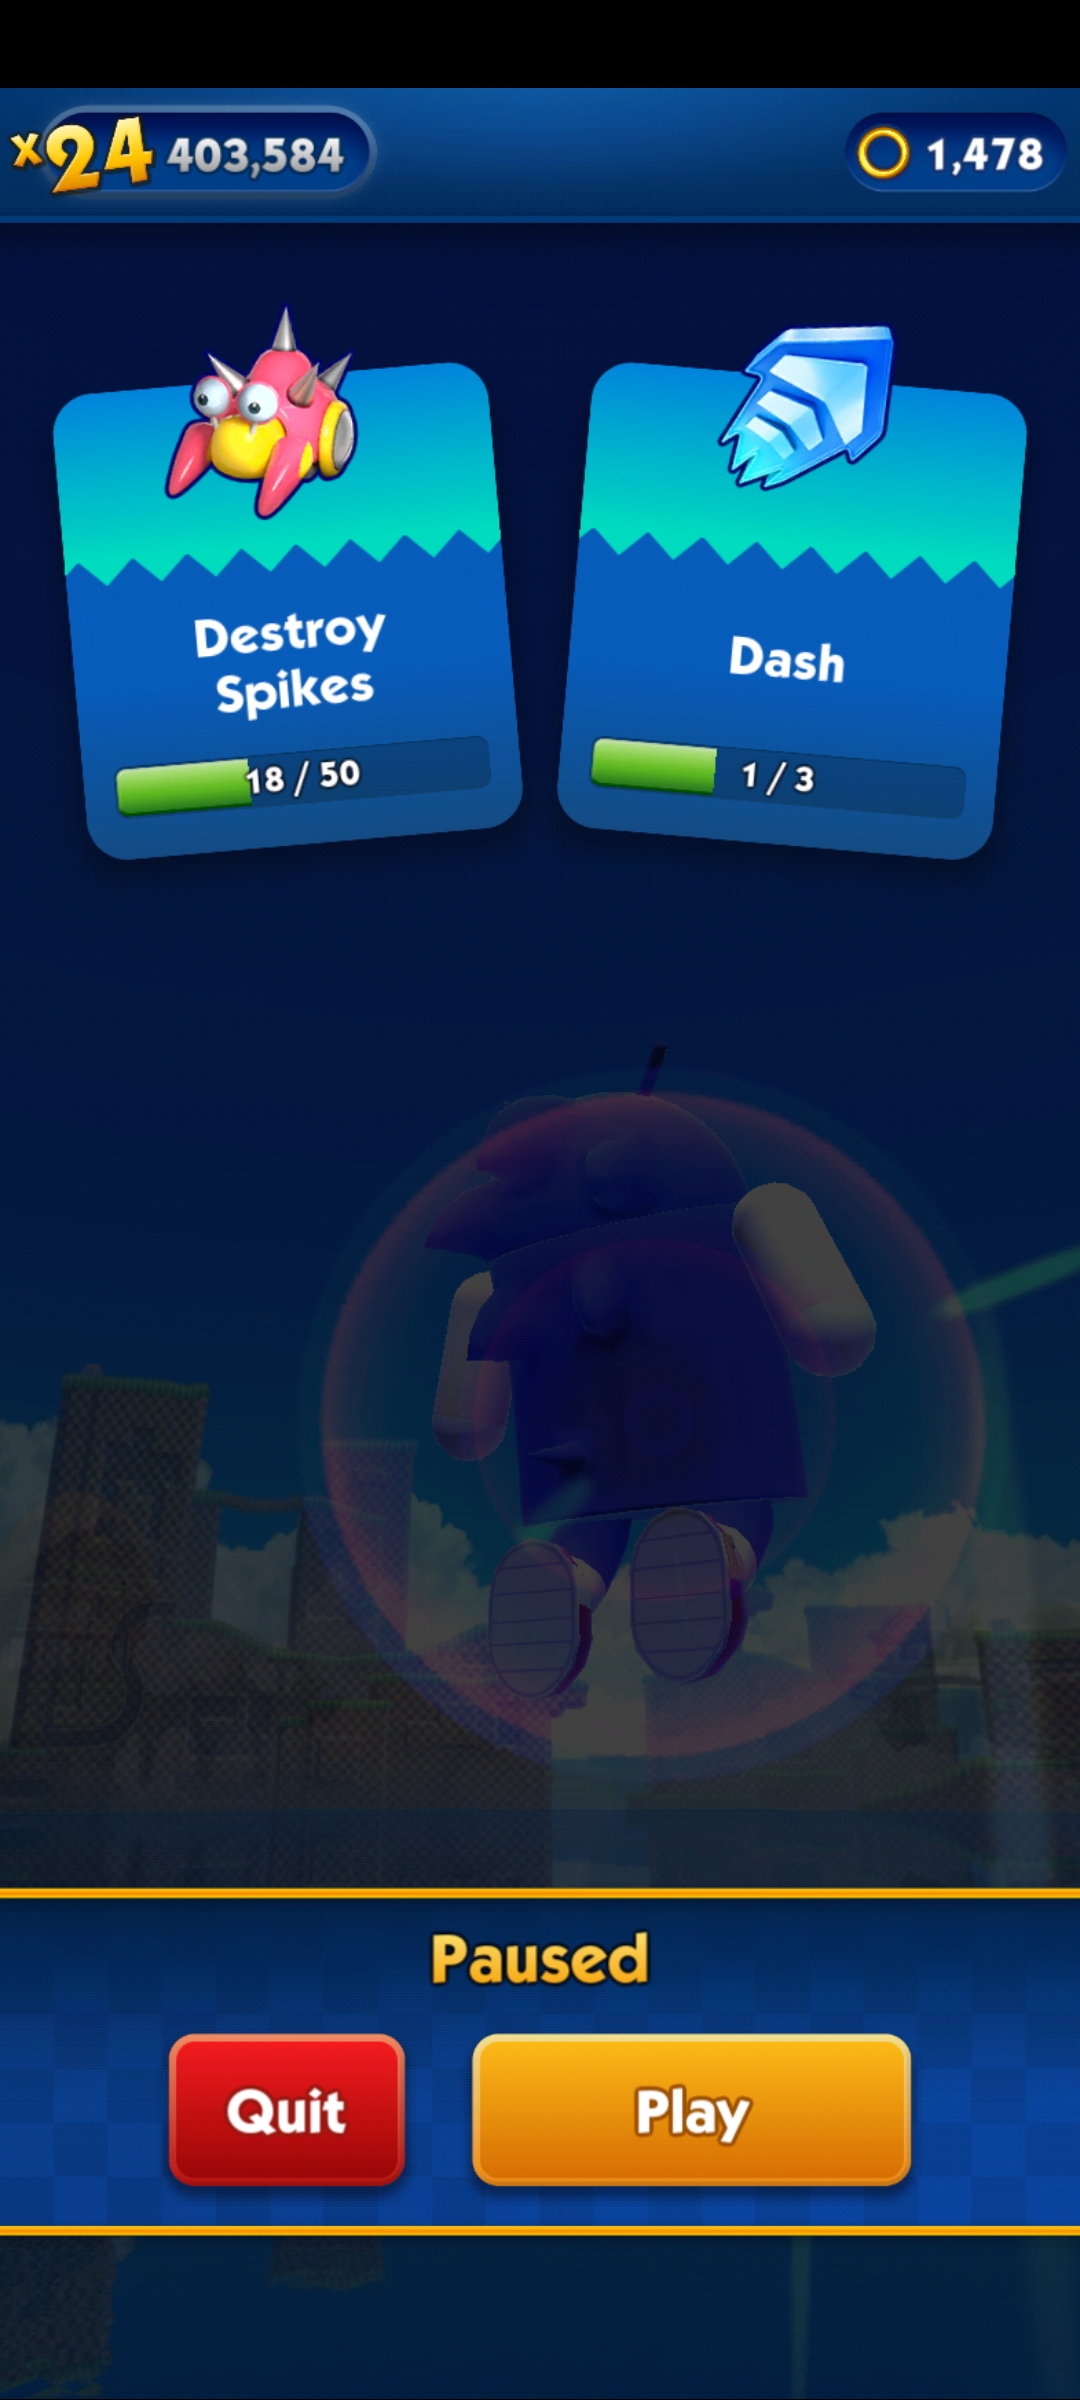 x24 403,584 1,478
Destroy
Spikes
18 / 50
Dash
1 / 3
Paused
Quit Play